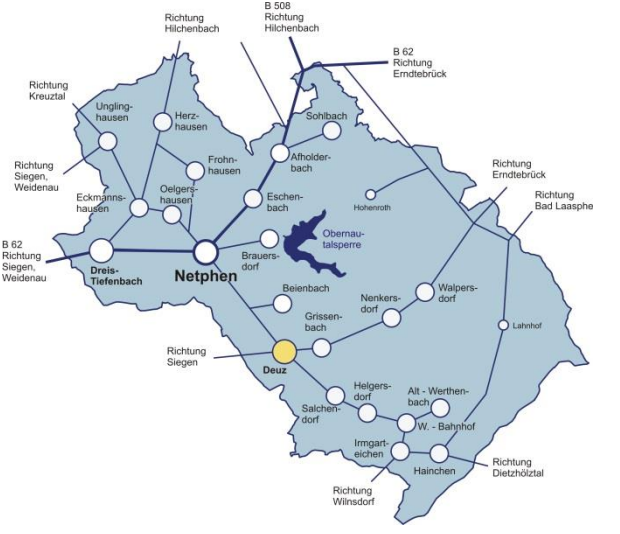 B 508
Richtung
Hilchenbach
Richtung
Hilchenbach
B 62
Richtung
Erndtebrück
Richtung
Kreuztal
Ungling-
hausen
Herz-
hausen
Sohlbach
Afholder-
bach
Frohn-
hausen
Richtung
Siegen,
Weidenau
Richtung
Erndtebrück
Oelgers-
hausen
Eckmanns-
hausen
Eschen-
bach
Hohenroth
Richtung
Bad Laasphe
Obernau-
talsperre
B 62
Richtung
Siegen,
Weidenau
Brauers-
dorf
Dreis-
Tiefenbach
Netphen
Beienbach
Walpers-
dorf
Nenkers-
dorf
Grissen-
bach
Lahnhof
Richtung
Siegen
Deuz
Helgers-
dorf
Alt - Werthen-
bach
Salchen-
dorf
W. - Bahnhof
Irmgart-
eichen
Hainchen
Richtung
Dietzhölztal
Richtung
Wilnsdorf